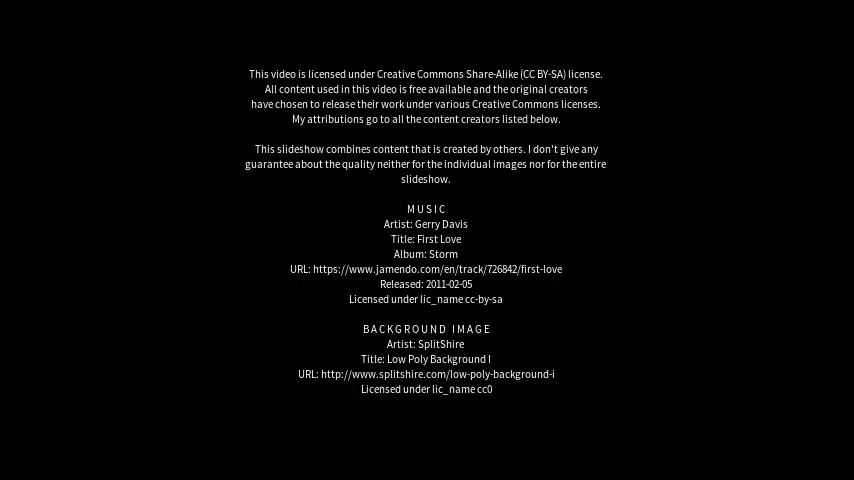 This video is licensed under Creative Commons Share-Alike (CC BY-SA) license.
All content used in this video is free available and the original creators
have chosen to release their work under various Creative Commons licenses.
My attributions go to all the content creators listed below.
This slideshow combines content that is created by others. I don't give any
guarantee about the quality neither for the individual images nor for the entire
slideshow.
MUSIC
Artist: Gerry Davis
Title: First Love
Album: Storm
URL: https://www.jamendo.com/en/track/726842/first-love
Released: 2011-02-05
Licensed under lic_name cc-by-sa
BACKGROUND IMAGE
Artist: SplitShire
Title: Low Poly Background I
URL: http://www.splitshire.com/low-poly-background-i
Licensed under lic_name cc0